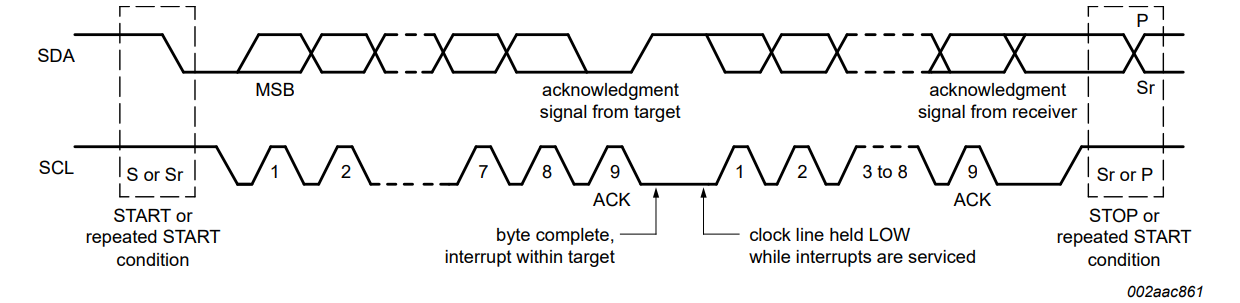 P
SDA
MSB
acknowledgment
signal from target
acknowledgment
signal from receiver
Sr
SCL
S or Sr
1
2
7
8
9
1
2
3 to 8
9
Sr or P
ACK
ACK
START or
repeated START
condition
byte complete,
interrupt within target
clock line held LOW
while interrupts are serviced
STOP or
repeated START
condition
002aac861